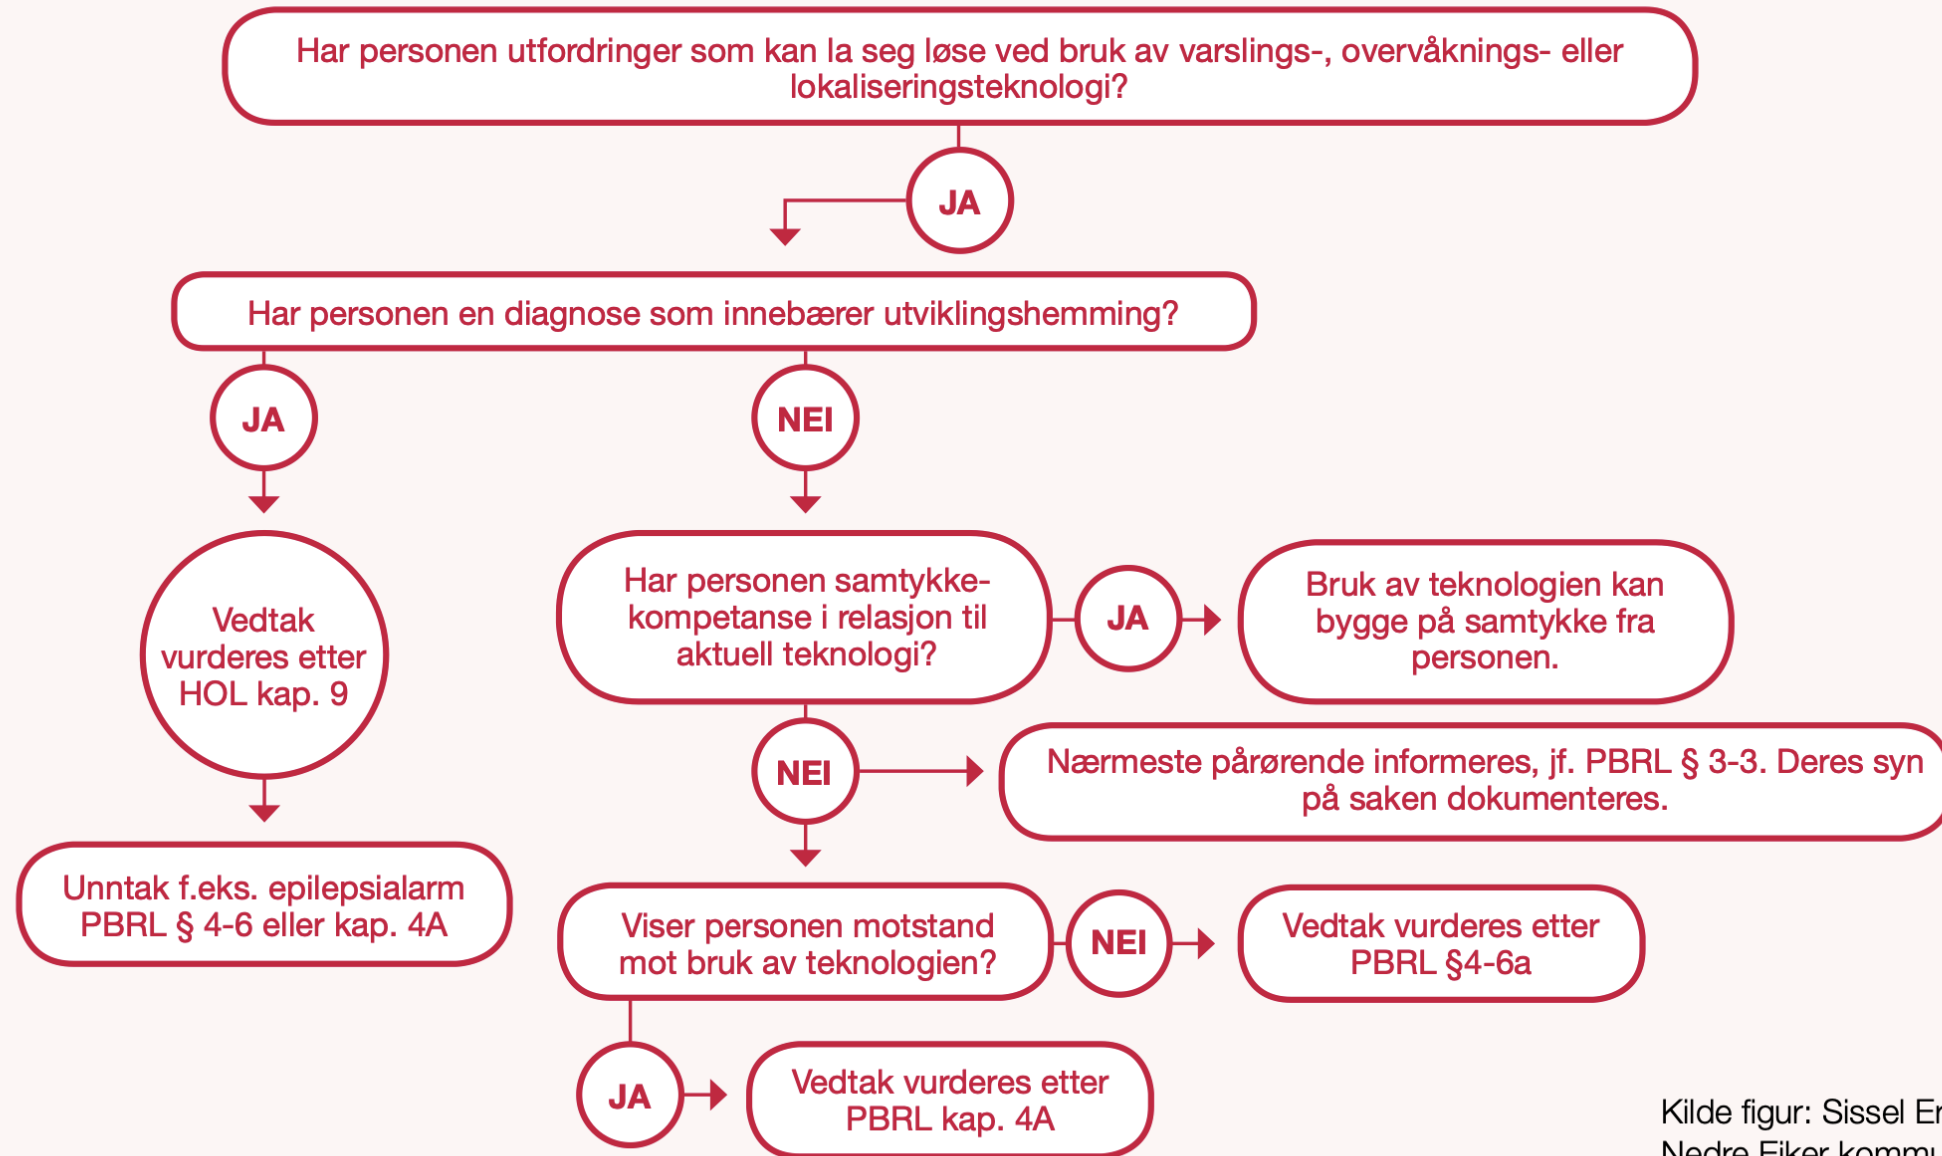 Har personen utfordringer som kan la seg løse ved bruk av varslings-, overvåknings- eller
lokaliseringsteknologi?
JA
Har personen en diagnose som innebærer utviklingshemming?
JA
NEI
Vedtak
vurderes etter
HOL kap. 9
Har personen samtykke-
kompetanse i relasjon til
aktuell teknologi?
JA
Bruk av teknologien kan
bygge på samtykke fra
personen.
NEI
Nærmeste pårørende informeres, jf. PBRL § 3-3. Deres syn
på saken dokumenteres.
Unntak f.eks. epilepsialarm
PBRL § 4-6 eller kap. 4A
Viser personen motstand
mot bruk av teknologien?
NEI
Vedtak vurderes etter
PBRL §4-6a
JA
Vedtak vurderes etter
PBRL kap. 4A
Kilde figur: Sissel
Nedre Eiker